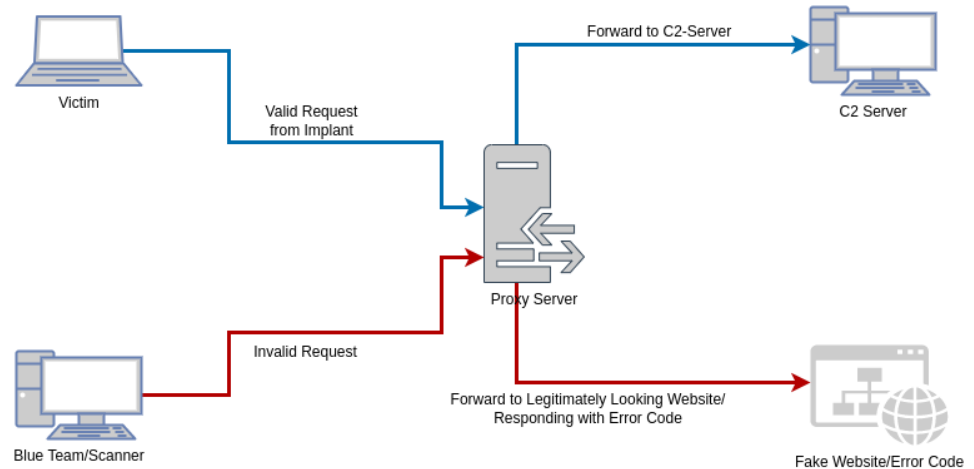 Forward to C2-Server
Victim
C2 Server
Valid Request
from Implant
Proxy Server
Invalid Request
Forward to Legitimately Looking Website/
Responding with Error Code
Blue Team/Scanner
Fake Website/Error Code